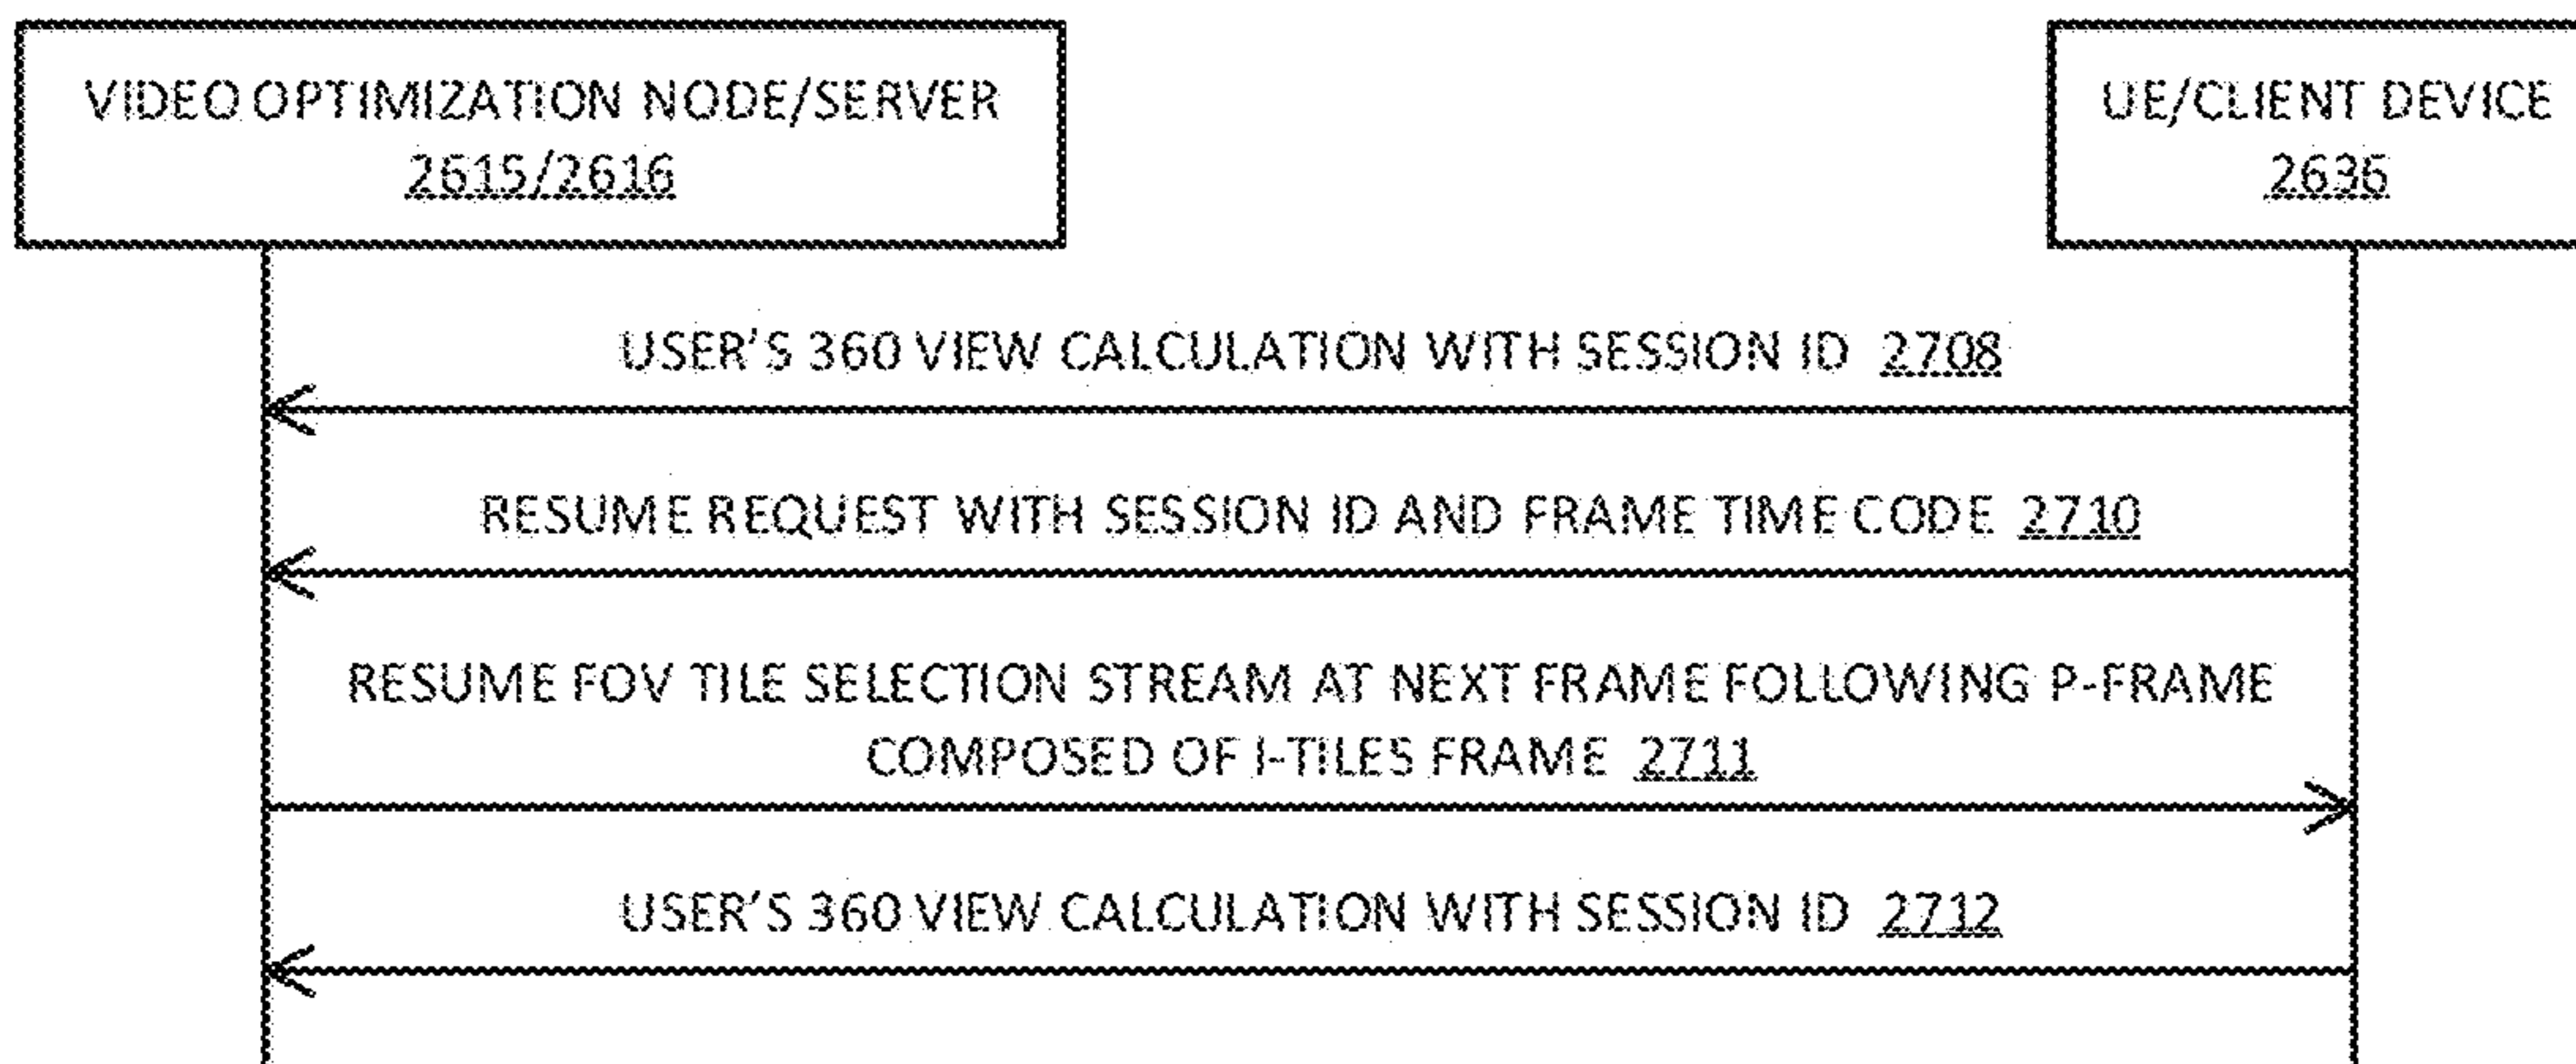 VIDEO OPTIMIZATION NODE/SERVER
2615/2616
UE/CLIENT DEVICE
2636
USER'S 360 VIEW CALCULATION WITH SESSION ID 2708
RESUME REQUEST WITH SESSION ID AND FRAME TIME CODE 2710
RESUME FOV TILE SELECTION STREAM AT NEXT FRAME FOLLOWING P-FRAME
COMPOSED OF I-TILES FRAME 2711
USER'S 360 VIEW CALCULATION WITH SESSION ID 2712